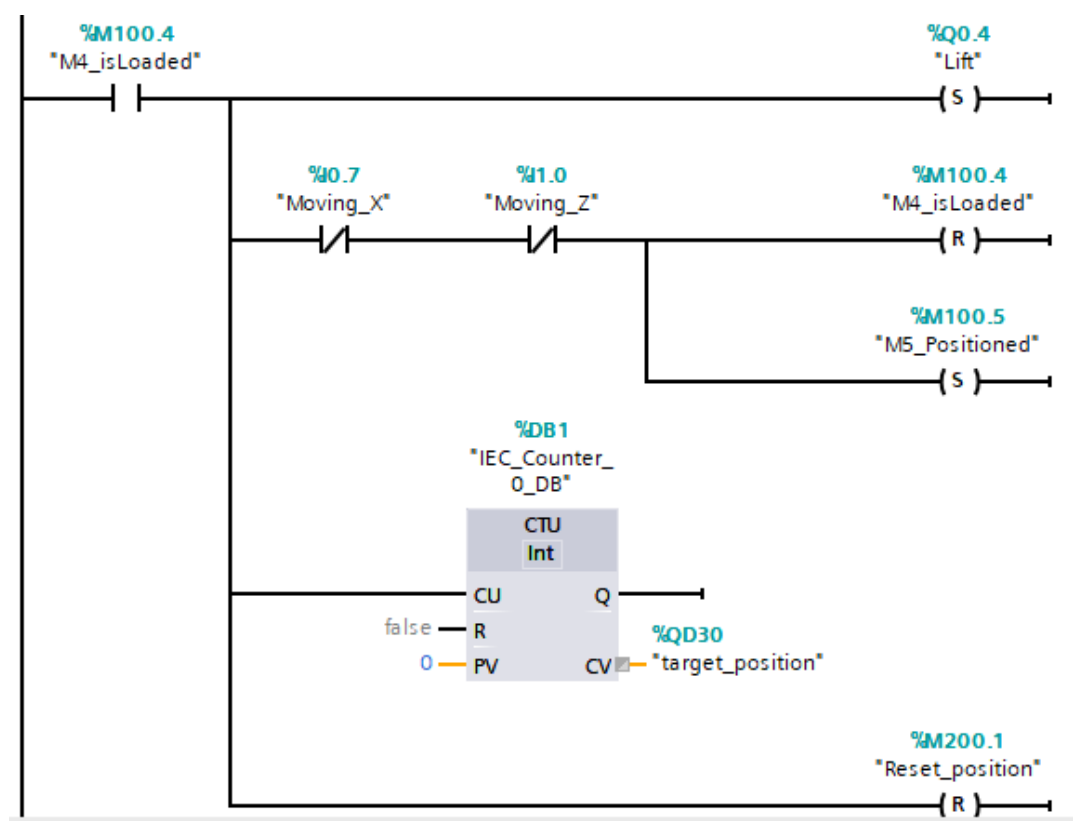 %M100.4
"M4_isLoaded"
%Q0.4
"Lift"
S
%I0.7
"Moving_X"
%I1.0
"Moving_Z"
%M100.4
"M4_isLoaded"
R
%M100.5
"M5_Positioned"
S
%DB1
"IEC_Counter_
0_DB"
CTU
Int
CU Q
false R
%QD30
0 PV CV "target_position"
%M200.1
"Reset_position"
R